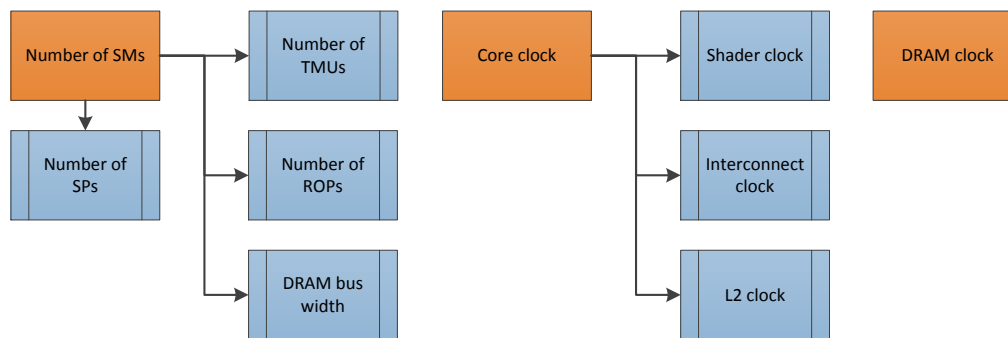 Number of SMs
Number of
TMUs
Core clock
Shader clock
DRAM clock
Number of
SPs
Number of
ROPs
Interconnect
clock
DRAM bus
width
L2 clock